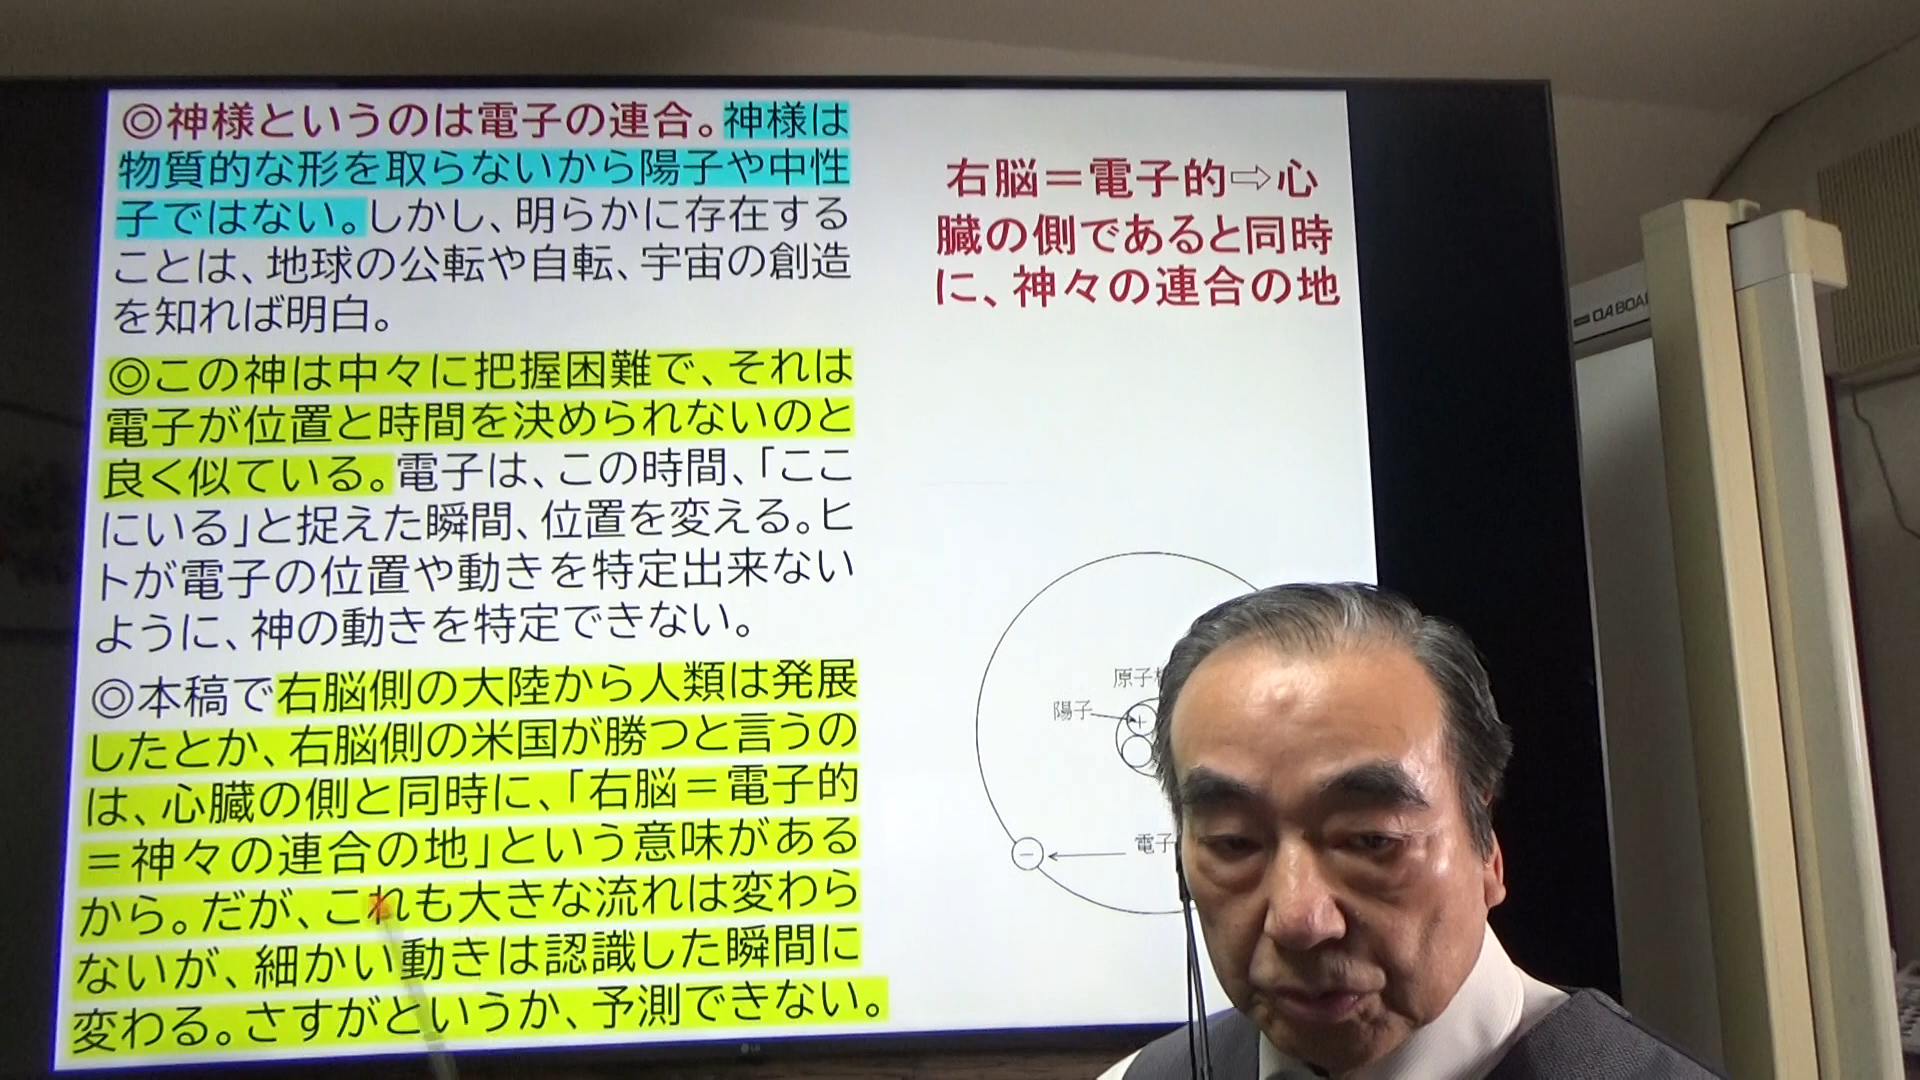 ◎神様というのは電子の連合。神様は
物質的な形を取らないから陽子や中性
子ではない。しかし、明らかに存在する
ことは、地球の公転や自転、宇宙の創造
を知れば明白。
◎この神は中々に把握困難で、それは
電子が位置と時間を決められないのと
良く似ている。電子は、この時間、「ここ
にいる」と捉えた瞬間、位置を変える。ヒ
トが電子の位置や動きを特定出来ない
ように、神の動きを特定できない。
◎本稿で右脳側の大陸から人類は発展
したとか、右脳側の米国が勝つと言うの
は、心臓の側と同時に、「右脳＝電子的
＝神々の連合の地」という意味がある
から。だが、これも大きな流れは変わら
ないが、細かい動きは認識した瞬間に
変わる。さすがというか、予測できない。
右脳＝電子的⇨心
臓の側であると同時
に、神々の連合の地
原子
陽子
+
電子
−
LG